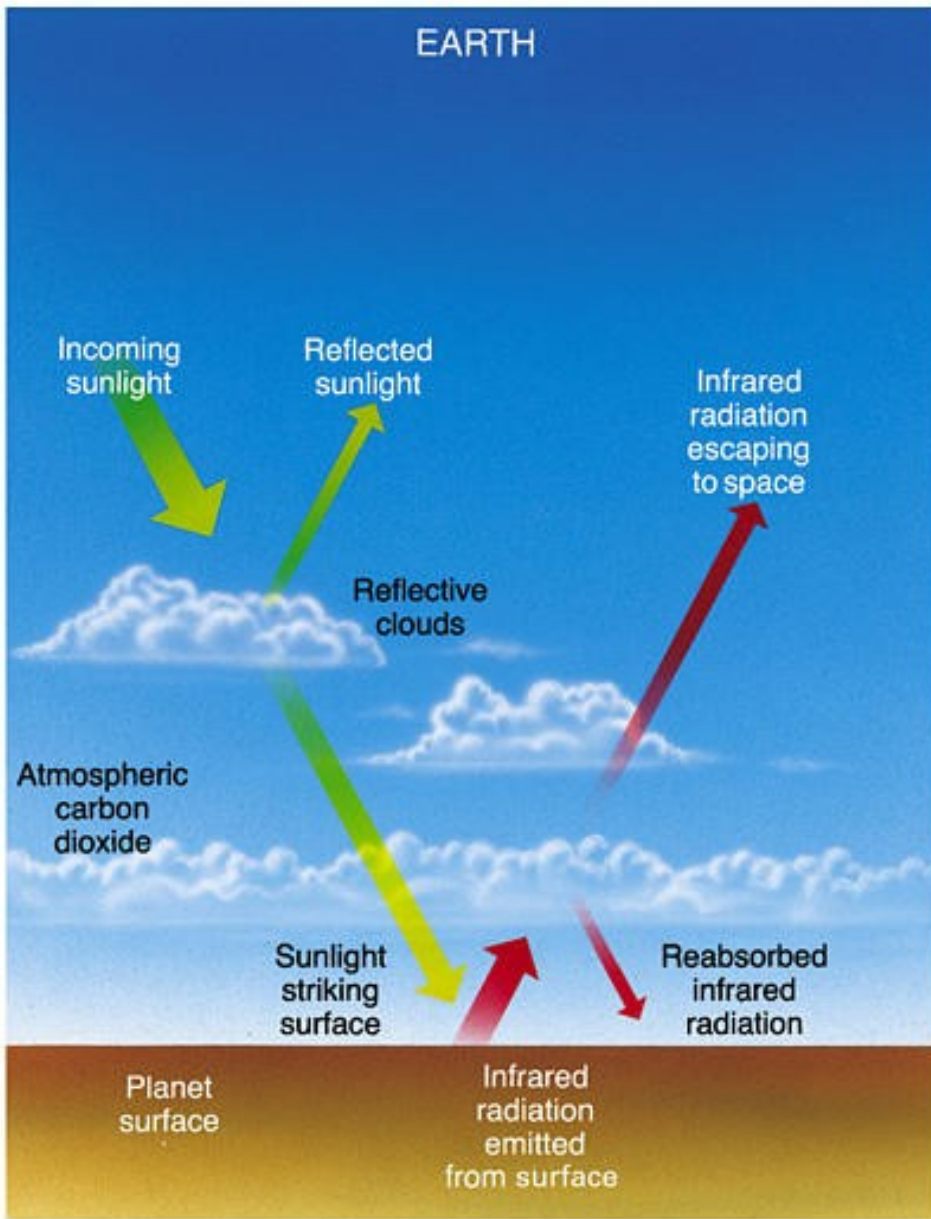 EARTH
Incoming
sunlight
Reflected
sunlight
Infrared
radiation
escaping
to space
Reflective
clouds
Atmospheric
carbon
dioxide
Sunlight
striking
surface
Reabsorbed
infrared
radiation
Planet
surface
Infrared
radiation
emitted
from surface